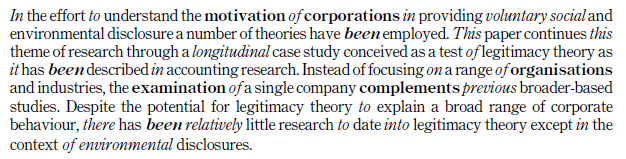 In the effort to understand the motivation of corporations in providing voluntary social and
environmental disclosure a number of theories have been employed. This paper continues this
theme of research through a longitudinal case study conceived as a test of legitimacy theory as
it has been described in accounting research. Instead of focusing on a range of organisations
and industries, the examination of a single company complements previous broader-based
studies. Despite the potential for legitimacy theory to explain a broad range of corporate
behaviour, there has been relatively little research to date into legitimacy theory except in the
context of environmental disclosures.